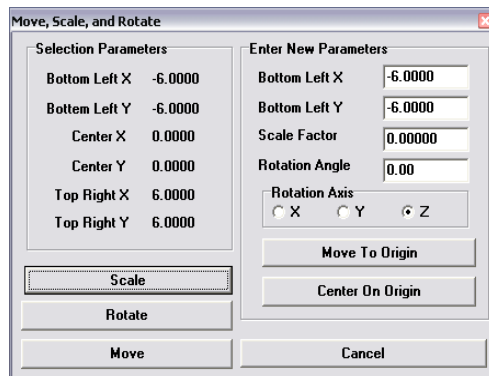 Move, Scale, and Rotate
Selection Parameters
Bottom Left X -6.0000
Bottem Left Y -6.0000
Center X 0.0000
Center Y 0.0000
Top Right X 6.0000
Top Right Y 6.0000
Scale
Rotate
Move
Enter New Parameters
Bottom Left X -6.0000
Bottom Left Y -6.0000
Scale Factor 0.00000
Rotation Angle 0.00
Rotation Axis
X Y Z
Move To Origin
Center On Origin
Cancel